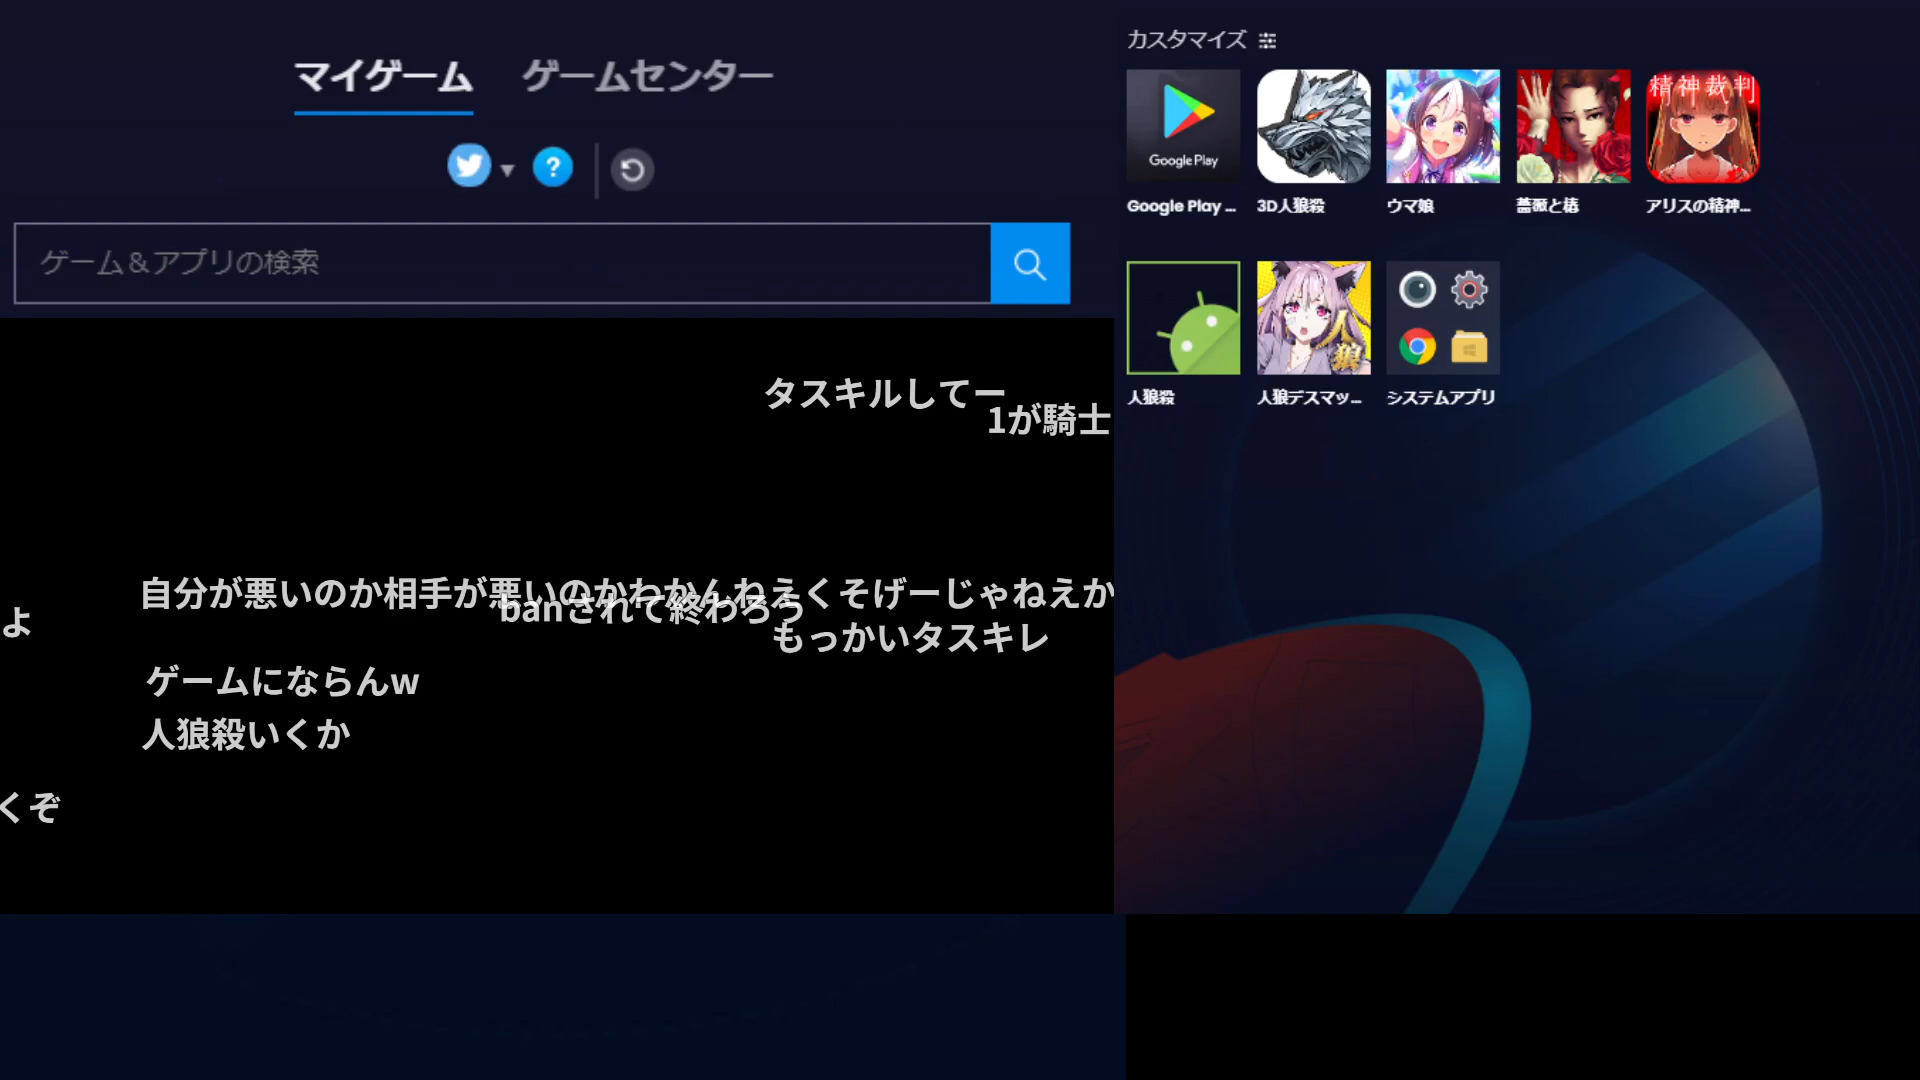 マイゲーム ゲームセンター
?
ゲーム＆アプリの検索
カスタマイズ
Google Play
Google Play ...
3D人狼殺
ウマ娘
薔薇と椿
精神裁判
アリスの精神...
人狼殺
人狼デスマッ...
システムアプリ
タスキルしてー
1が騎士
自分が悪いのか相手が悪いのかわかんねえくそげーじゃねえか
banされて終わろう
よ
もっかいタスキレ
ゲームにならんw
人狼殺いくか
くぞ